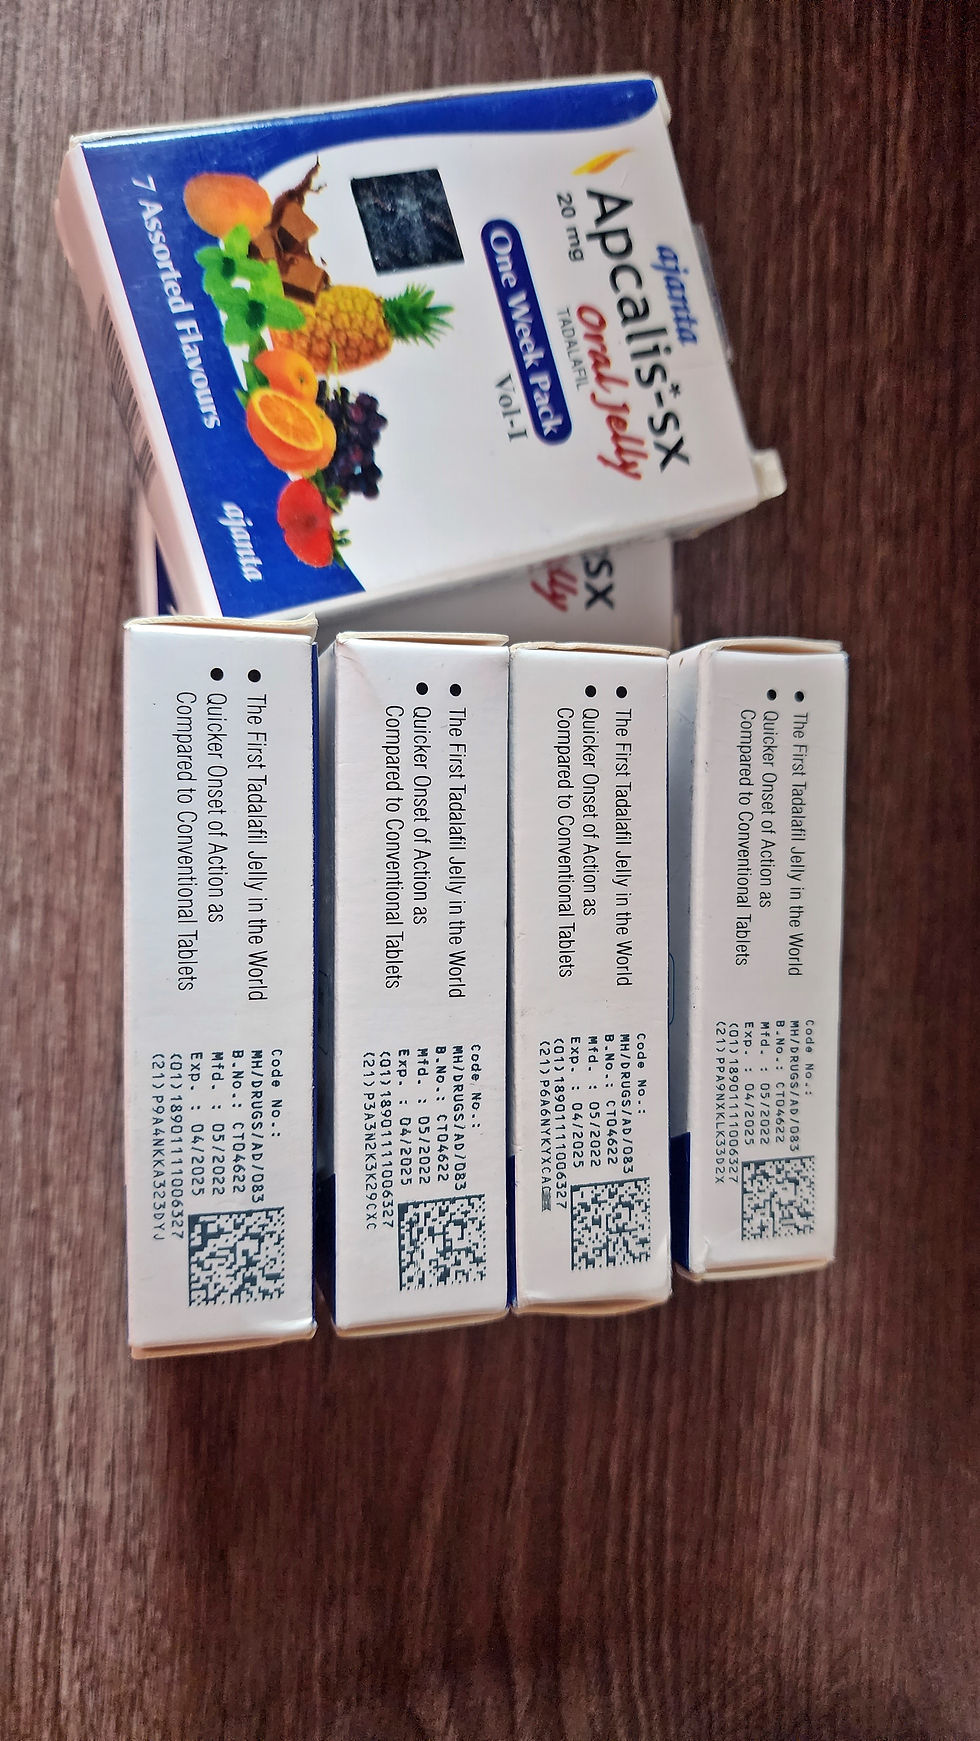 ajanta
Apcalis*-SX
20 mg Oral Jelly
TADALAFIL
One Week Pack
Vol-I
7 Assorted Flavours
ajanta
SX
elly
● The First Tadalafil Jelly in the World
● Quicker Onset of Action as
Compared to Conventional Tablets
Code No.:
MH/DRUGS/AD/083
B.No.: CT04622
Mfd. : 05/2022
Exp. : 04/2025
(01)18901111006327
(21)PPA9NXKLK33D2X
● The First Tadalafil Jelly in the World
● Quicker Onset of Action as
Compared to Conventional Tablets
Code No.:
MH/DRUGS/AD/083
B.No.: CT04622
Mfd. : 05/2022
Exp. : 04/2025
(01)18901111006327
● The First Tadalafil Jelly in the World
● Quicker Onset of Action as
Compared to Conventional Tablets
Code No.:
MH/DRUGS/AD/083
B.No.: CT04622
Mfd. : 05/2022
Exp. : 04/2025
(01)18901111006327
(21)P3A3N2K3K29CXC
● The First Tadalafil Jelly in the World
● Quicker Onset of Action as
Compared to Conventional Tablets
Code No.:
MH/DRUGS/AD/083
B.No.: CT04622
Mfd. : 05/2022
Exp. : 04/2025
(01)18901111006327
(21)P9A4NKKA323DYJ